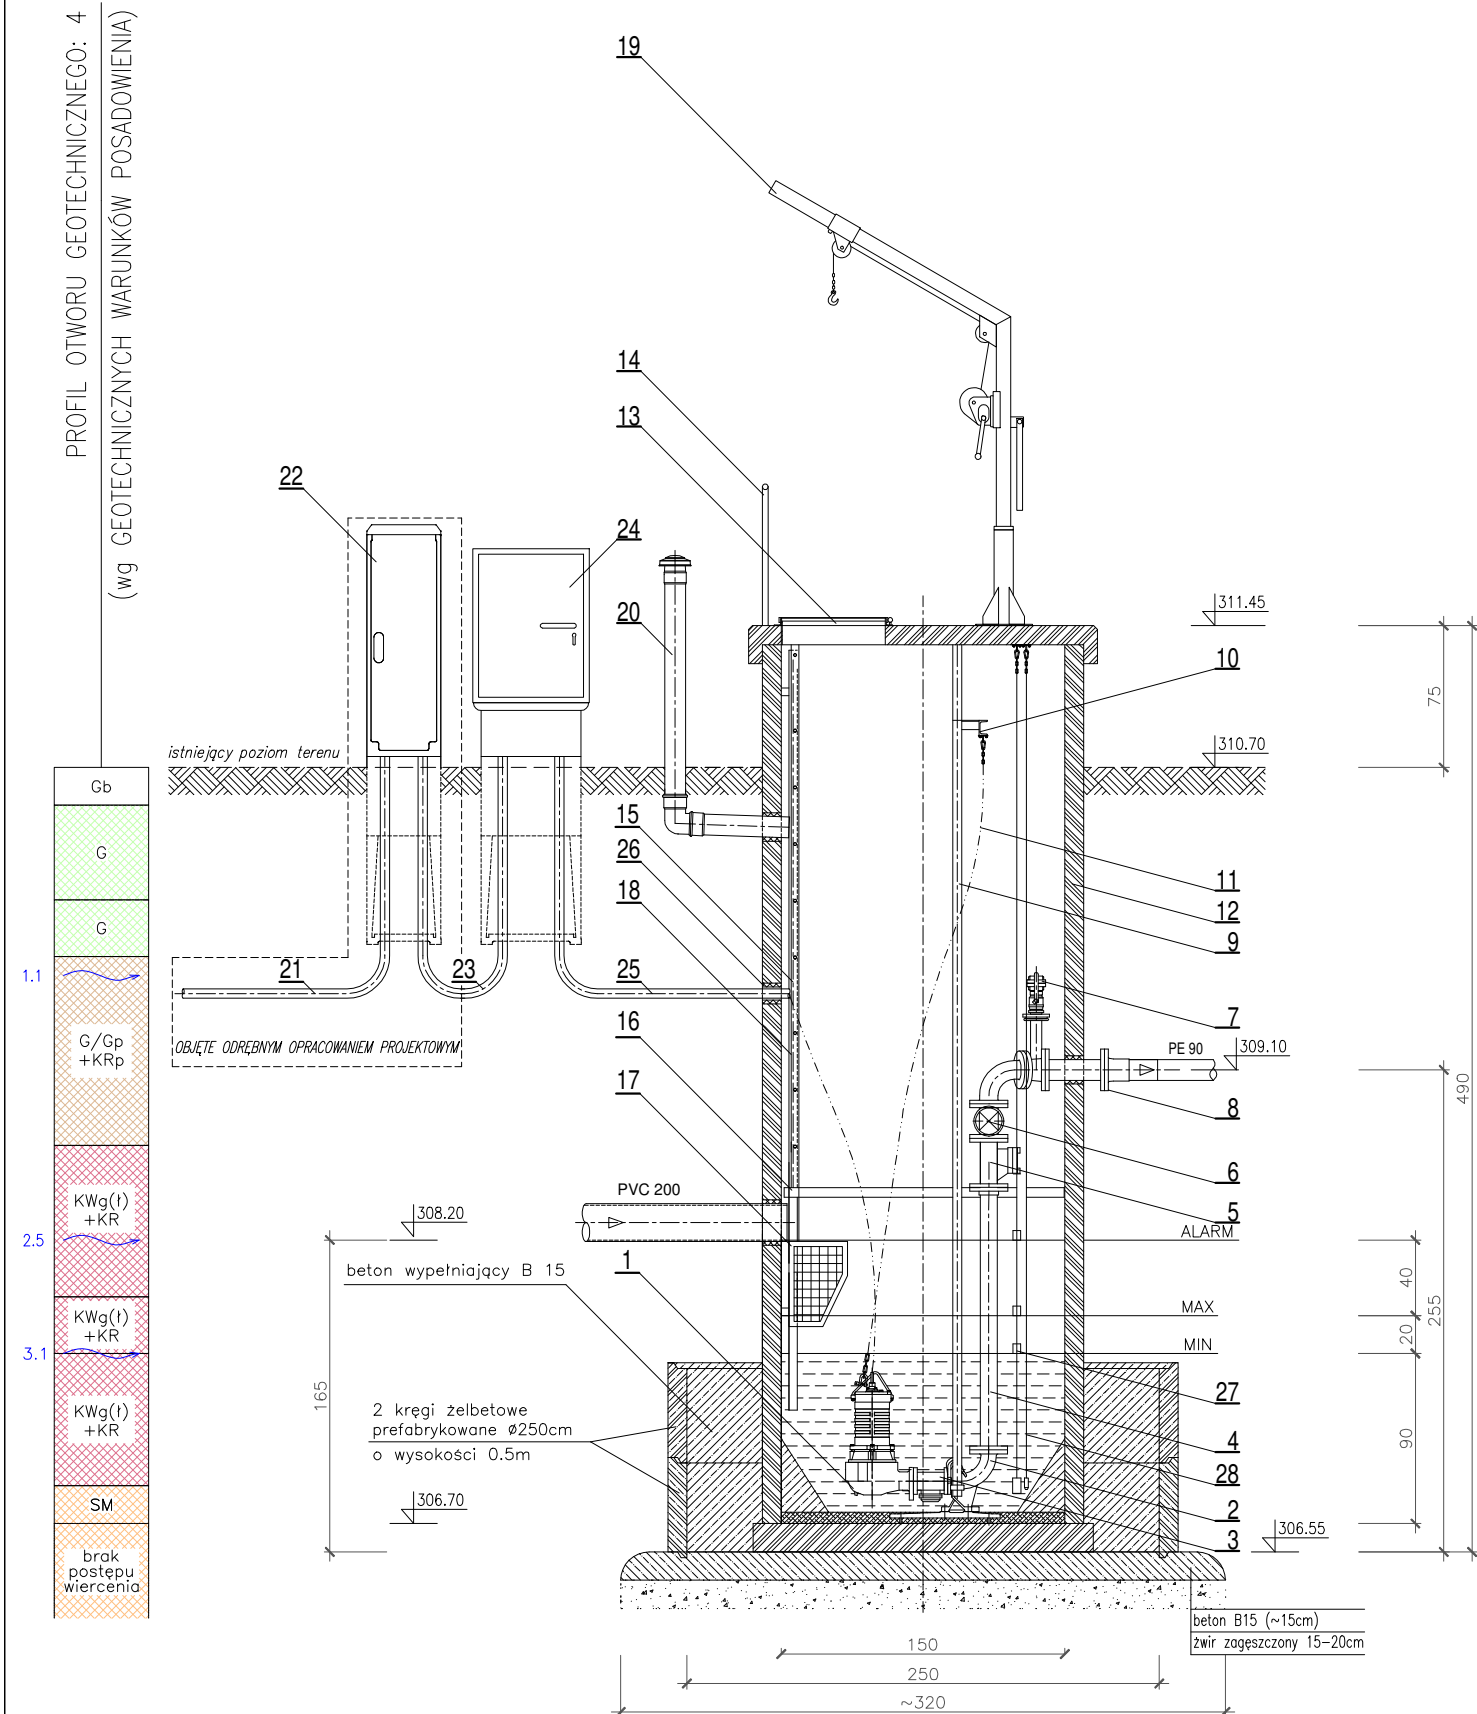 PROFIL OTWORU GEOTECHNICZNEGO: 4
(wg GEOTECHNICZNYCH WARUNKÓW POSADOWIENIA)
19
14
13
22
24
20
311.45
10
75
istniejący poziom terenu
310.70
Gb
15
26
18
G
11
12
9
G
1.1
21
23
25
G/Gp
+KRp
OBJĘTE ODRĘBNYM OPRACOWANIEM PROJEKTOWYM
16
17
7
PE 90
309.10
8
490
6
KWg(ł)
+KR
PVC 200
308.20
5
2.5
ALARM
1
beton wypełniający B 15
40
255
KWg(ł)
+KR
MAX
20
MIN
3.1
27
165
KWg(ł)
+KR
2 kręgi żelbetowe
prefabrykowane Ø250cm
o wysokości 0.5m
4
90
28
SM
306.70
2
3
306.55
brak
postępu
wiercenia
beton B15 (~15cm)
żwir zagęszczony 15-20cm
150
250
~320